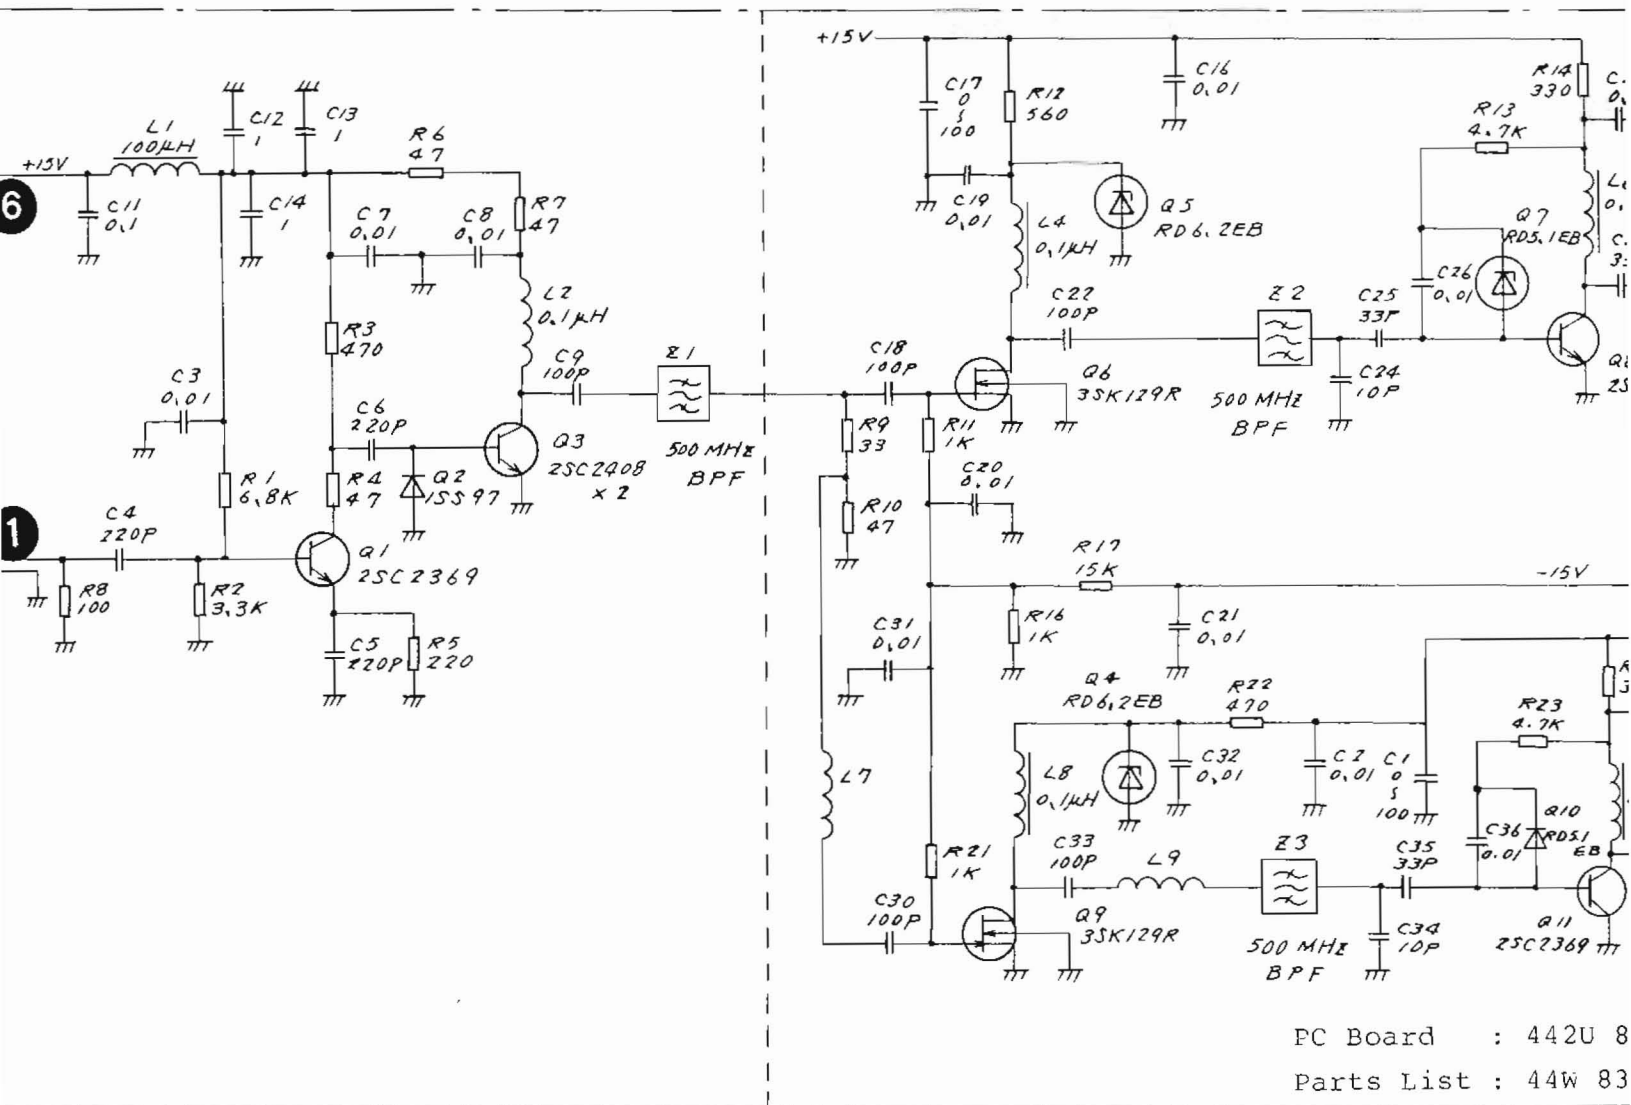 +15V
6
C11
0.1
L1
100µH
C12
1
C13
1
C14
1
R6
47
R7
47
C7
0.01
C8
0.01
L2
0.1µH
R3
470
C3
0.01
C6
220P
C9
100P
Z1
500MHz
BPF
R1
6.8K
R4
47
Q2
1SS97
Q3
2SC2408
×2
1
C4
220P
Q1
2SC2369
R8
100
R2
3.3K
C5
220P
R5
220
+15V
C17
0
S
100
R12
560
C16
0.01
C19
0.01
L4
0.1µH
Q5
RD6.2EB
R14
330
R13
4.7K
Q7
RD5.1EB
C26
0.01
C22
100P
Z2
500MHz
BPF
C25
33P
C24
10P
C18
100P
Q6
3SK129R
R9
33
R11
1K
R10
47
C20
0.01
R17
15K
-15V
R16
1K
C21
0.01
C31
0.01
Q4
RD6.2EB
R22
470
L7
L8
0.1µH
C32
0.01
C2
0.01
C1
0
S
100
R23
4.7K
Q10
RD5.1
EB
C36
0.01
R21
1K
C33
100P
L9
Z3
500MHz
BPF
C35
33P
C34
10P
C30
100P
Q9
3SK129R
Q11
2SC2369
PC Board : 442U 8
Parts List : 44W 83